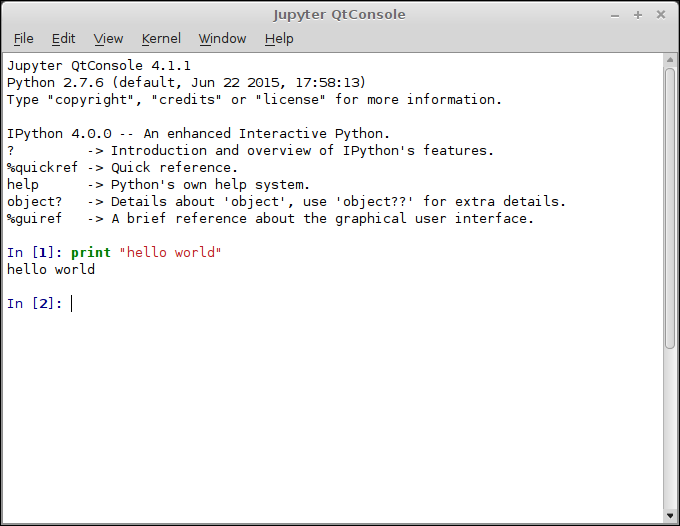 Jupyter QtConsole
File Edit View Kernel Window Help
Jupyter QtConsole 4.1.1
Python 2.7.6 (default, Jun 22 2015, 17:58:13)
Type "copyright", "credits" or "license" for more information.
IPython 4.0.0 -- An enhanced Interactive Python.
?         -> Introduction and overview of IPython's features.
%quickref -> Quick reference.
help      -> Python's own help system.
object?   -> Details about 'object', use 'object??' for extra details.
%guiref   -> A brief reference about the graphical user interface.
In [1]: print "hello world"
hello world
In [2]: